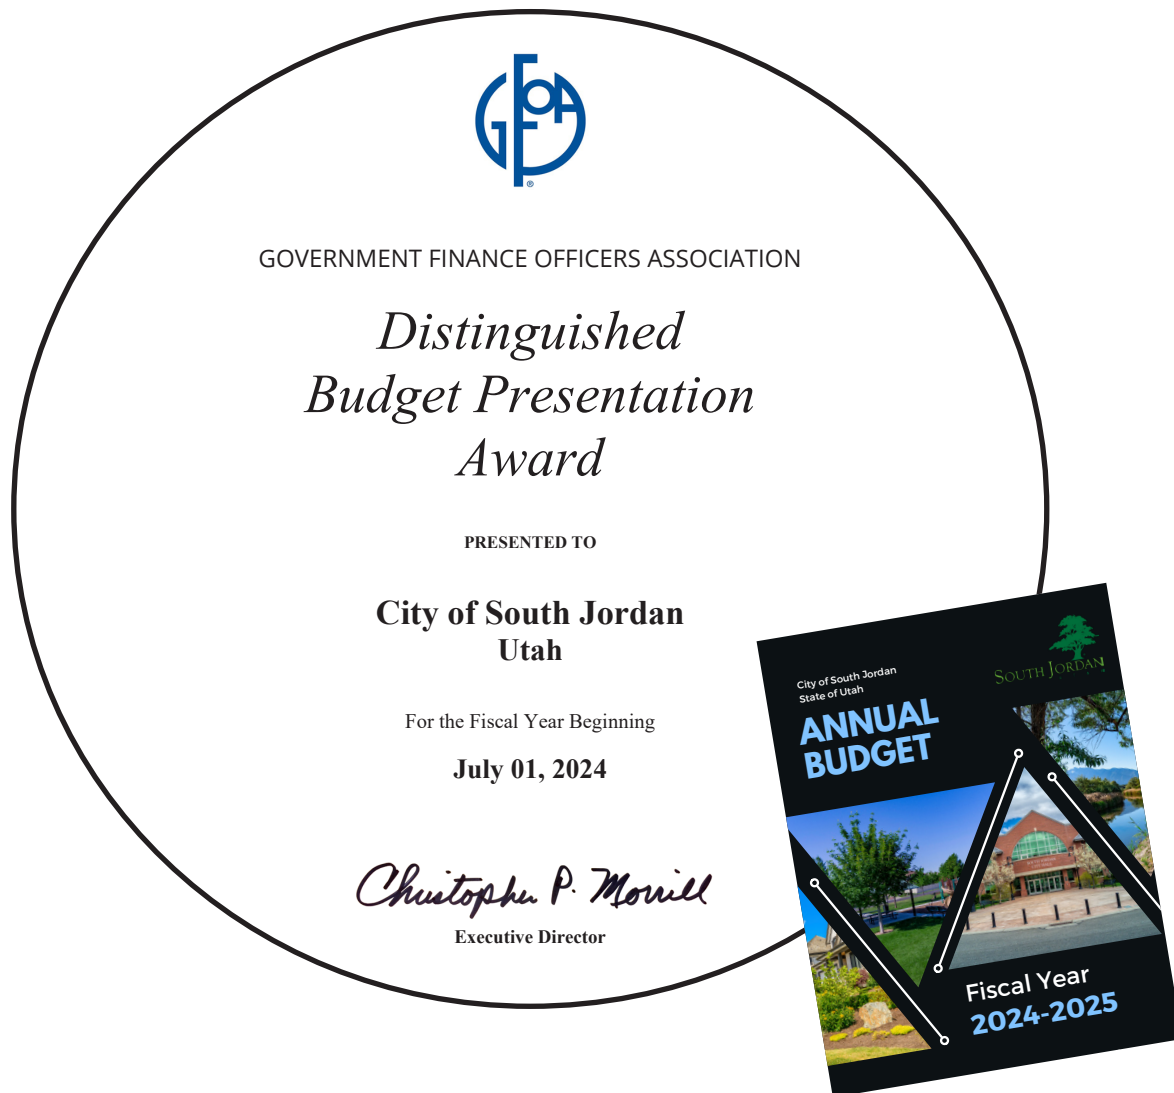 GFOA
®
GOVERNMENT FINANCE OFFICERS ASSOCIATION
Distinguished
Budget Presentation
Award
PRESENTED TO
City of South Jordan
Utah
For the Fiscal Year Beginning
July 01, 2024
Christopher P. Morrill
Executive Director
City of South Jordan
State of Utah
ANNUAL
BUDGET
SOUTH JORDAN
Fiscal Year
2024-2025